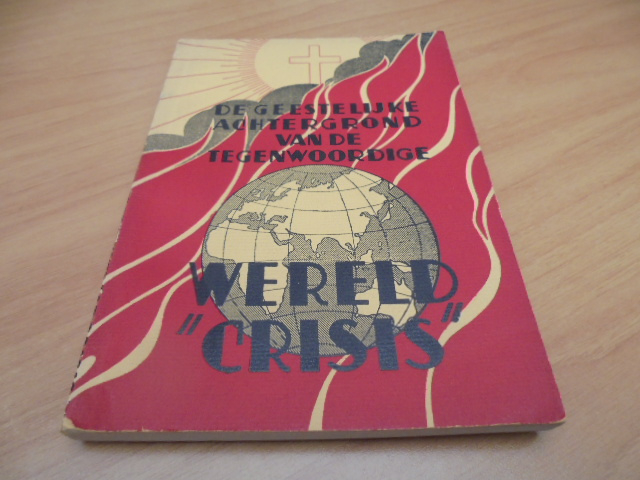 DE GEESTELIJKE
ACHTERGROND
VAN DE
TEGENWOORDIGE
WERELD
"CRISIS"